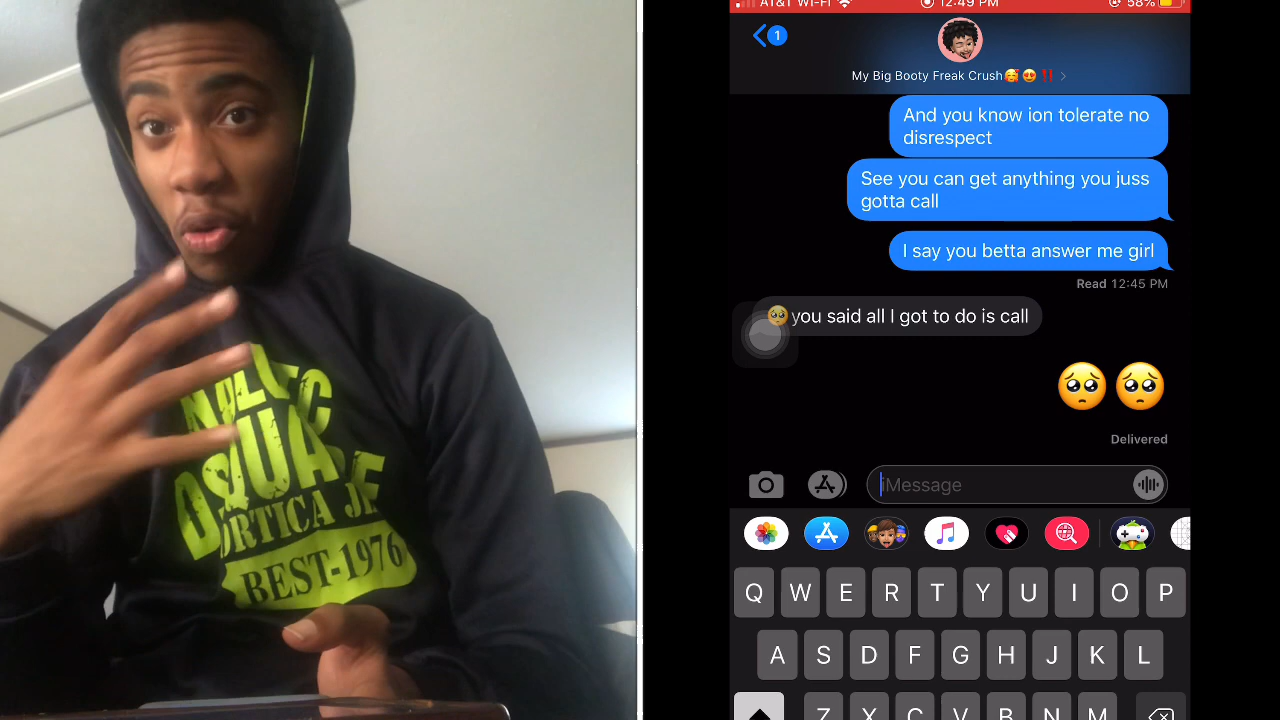 AT&T Wi-Fi 12:49 PM 58%
1
My Big Booty Freak Crush🥰😍‼️ >
And you know ion tolerate no
disrespect
See you can get anything you juss
gotta call
I say you betta answer me girl
Read 12:45 PM
🥺 you said all I got to do is call
🥺🥺
Delivered
iMessage
Q W E R T Y U I O P
A S D F G H J K L
Z X C V B N M
BEST-1976